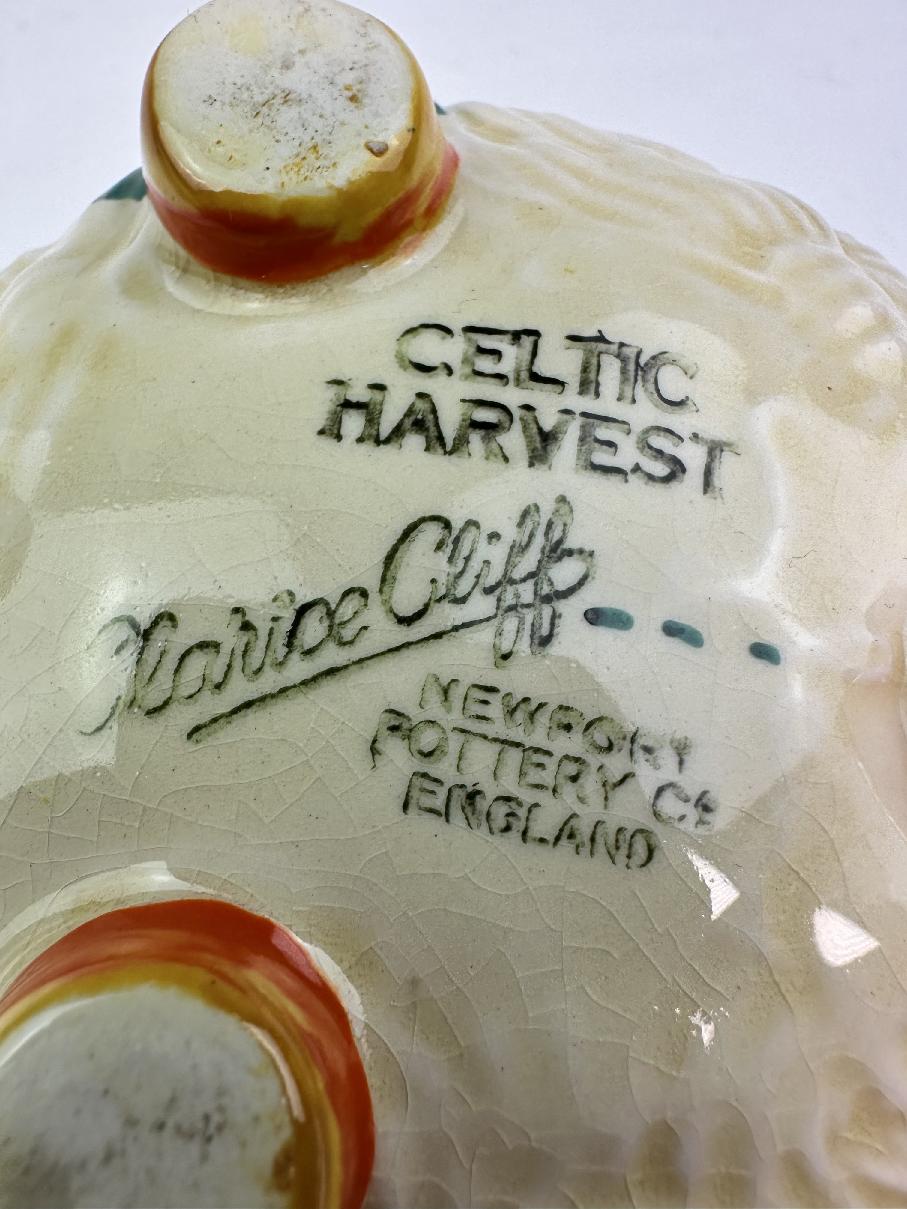 CELTIC
HARVEST
Clarice Cliff
NEWPORT
POTTERY Co
ENGLAND